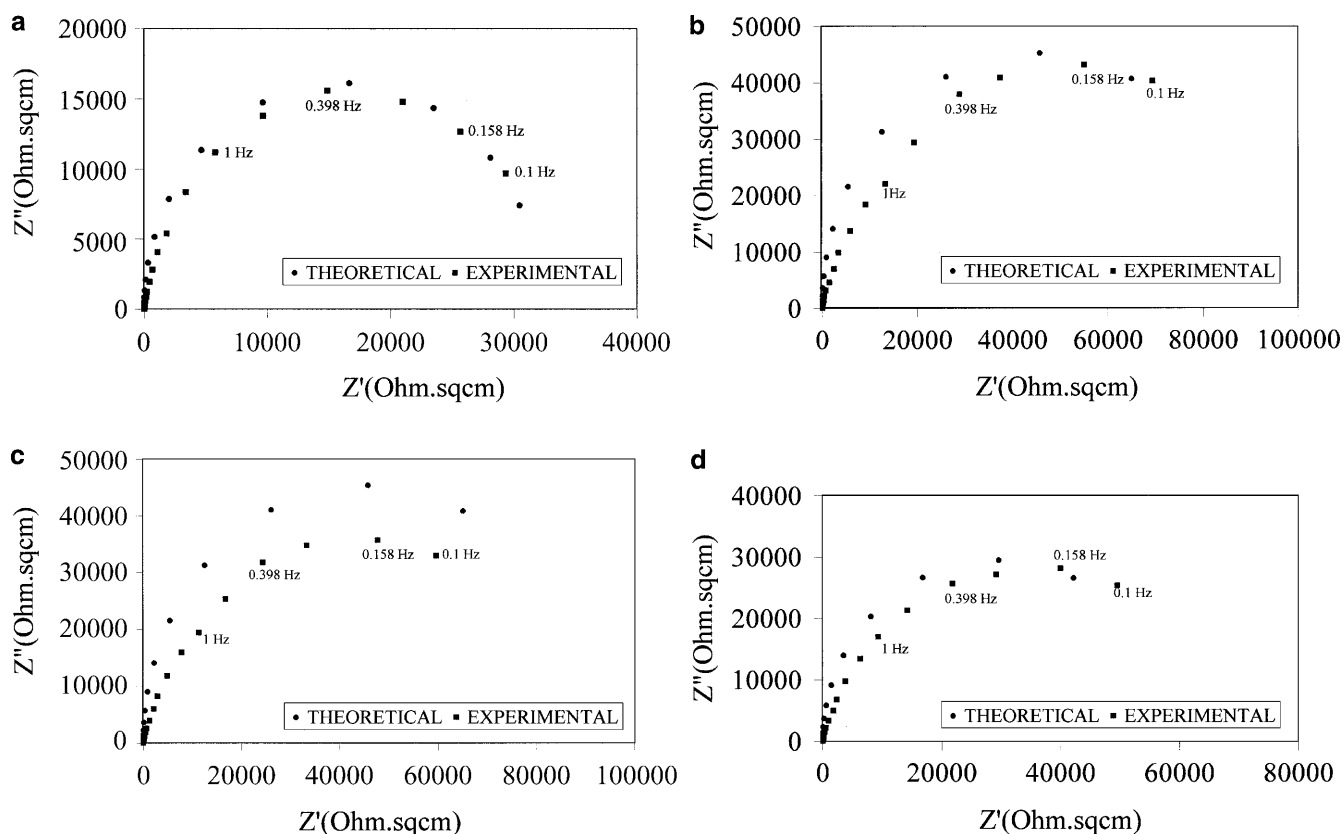 a
20000
15000
10000
5000
0
Z"(Ohm.sqcm)
0.398 Hz
0.158 Hz
1 Hz
0.1 Hz
THEORETICAL EXPERIMENTAL
0 10000 20000 30000 40000
Z'(Ohm.sqcm)
b
50000
40000
30000
20000
10000
0
Z"(Ohm.sqcm)
0.158 Hz
0.1 Hz
0.398 Hz
1Hz
THEORETICAL EXPERIMENTAL
0 20000 40000 60000 80000 100000
Z'(Ohm.sqcm)
c
50000
40000
30000
20000
10000
0
Z"(Ohm.sqcm)
0.158 Hz
0.1 Hz
0.398 Hz
1 Hz
THEORETICAL EXPERIMENTAL
0 20000 40000 60000 80000 100000
Z'(Ohm.sqcm)
d
40000
30000
20000
10000
0
Z"(Ohm.sqcm)
0.158 Hz
0.398 Hz
0.1 Hz
1 Hz
THEORETICAL EXPERIMENTAL
0 20000 40000 60000 80000
Z'(Ohm.sqcm)